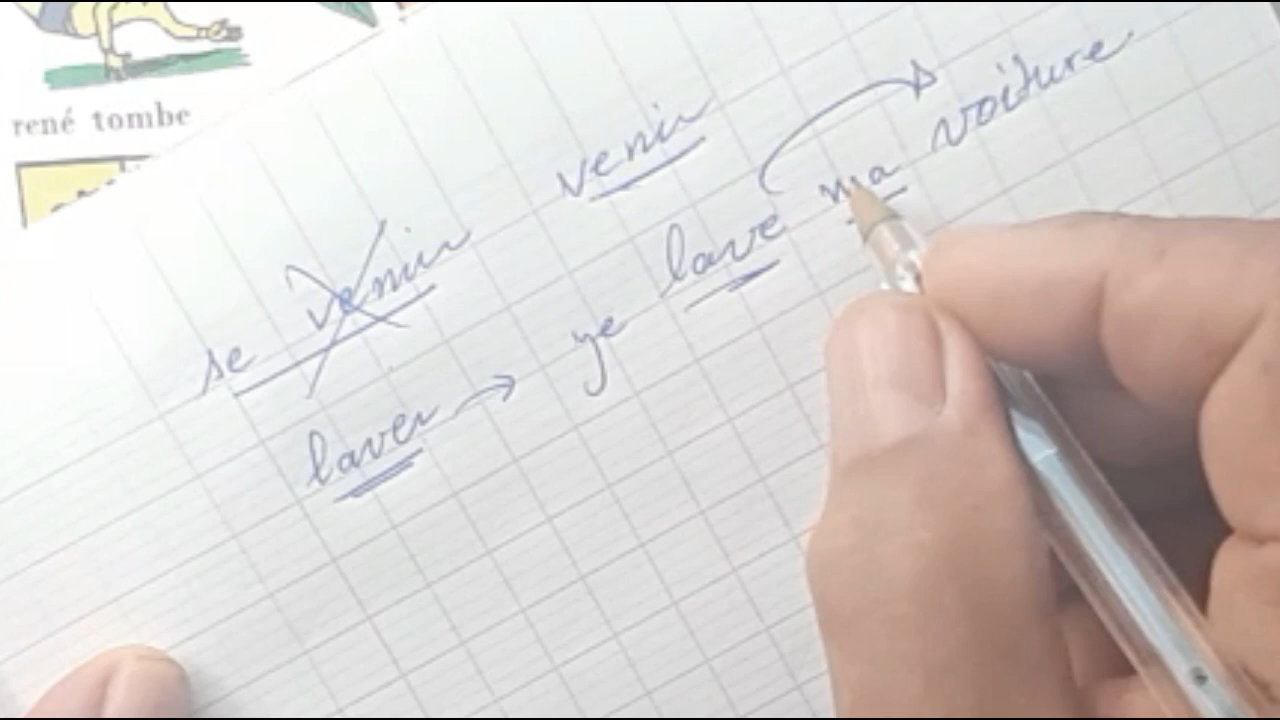 rené tombe
venir
se venir
laver → je lave ma voiture